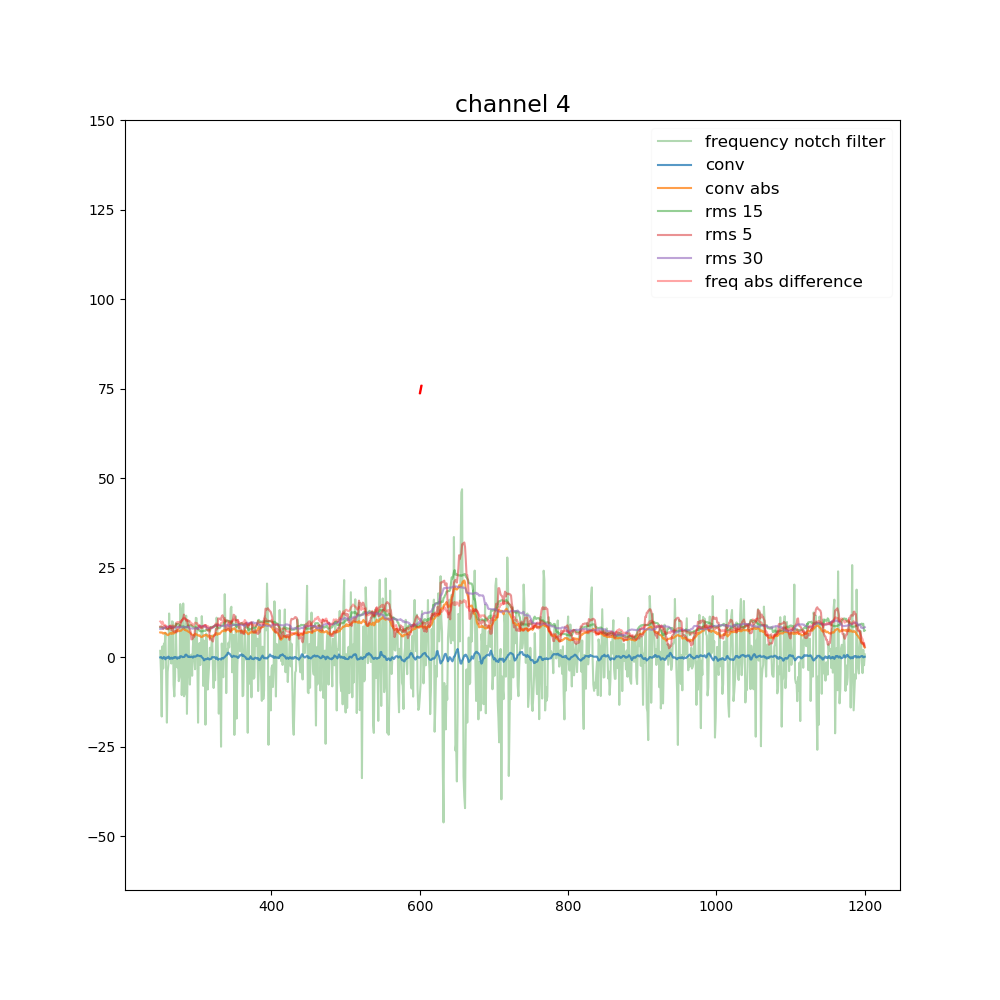 channel 4
150
125
100
75
50
25
0
−25
−50
frequency notch filter
conv
conv abs
rms 15
rms 5
rms 30
freq abs difference
400 600 800 1000 1200